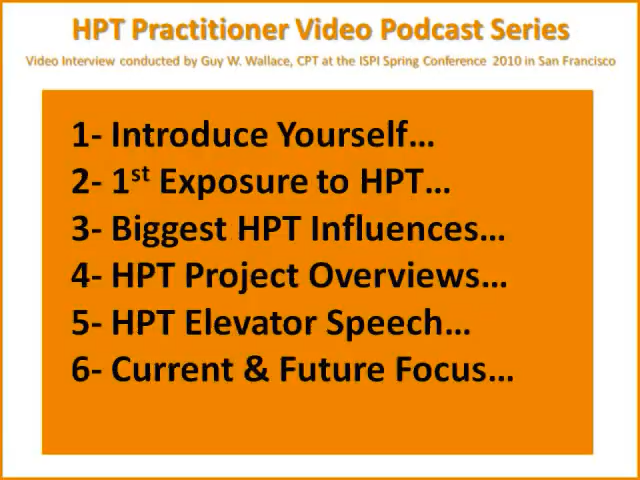 HPT Practitioner Video Podcast Series
Video Interview conducted by Guy W. Wallace, CPT at the ISPI Spring Conference 2010 in San Francisco
1- Introduce Yourself…
2- 1st Exposure to HPT…
3- Biggest HPT Influences…
4- HPT Project Overviews…
5- HPT Elevator Speech…
6- Current & Future Focus…